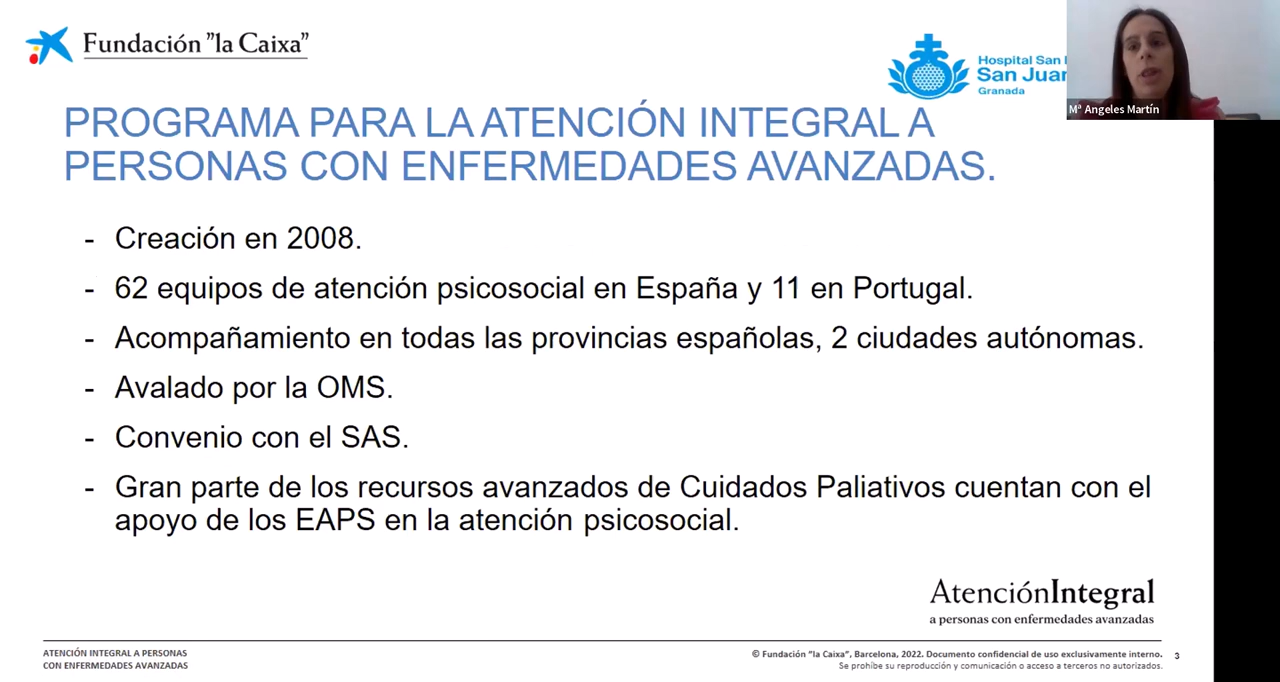 Fundación "la Caixa"
Hospital San
San Juan
Granada
Mª Angeles Martín
PROGRAMA PARA LA ATENCIÓN INTEGRAL A
PERSONAS CON ENFERMEDADES AVANZADAS.
- Creación en 2008.
- 62 equipos de atención psicosocial en España y 11 en Portugal.
- Acompañamiento en todas las provincias españolas, 2 ciudades autónomas.
- Avalado por la OMS.
- Convenio con el SAS.
- Gran parte de los recursos avanzados de Cuidados Paliativos cuentan con el
apoyo de los EAPS en la atención psicosocial.
AtenciónIntegral
a personas con enfermedades avanzadas
ATENCIÓN INTEGRAL A PERSONAS
CON ENFERMEDADES AVANZADAS
© Fundación "la Caixa", Barcelona, 2022. Documento confidencial de uso exclusivamente interno.
Se prohíbe su reproducción y comunicación o acceso a terceros no autorizados.
3